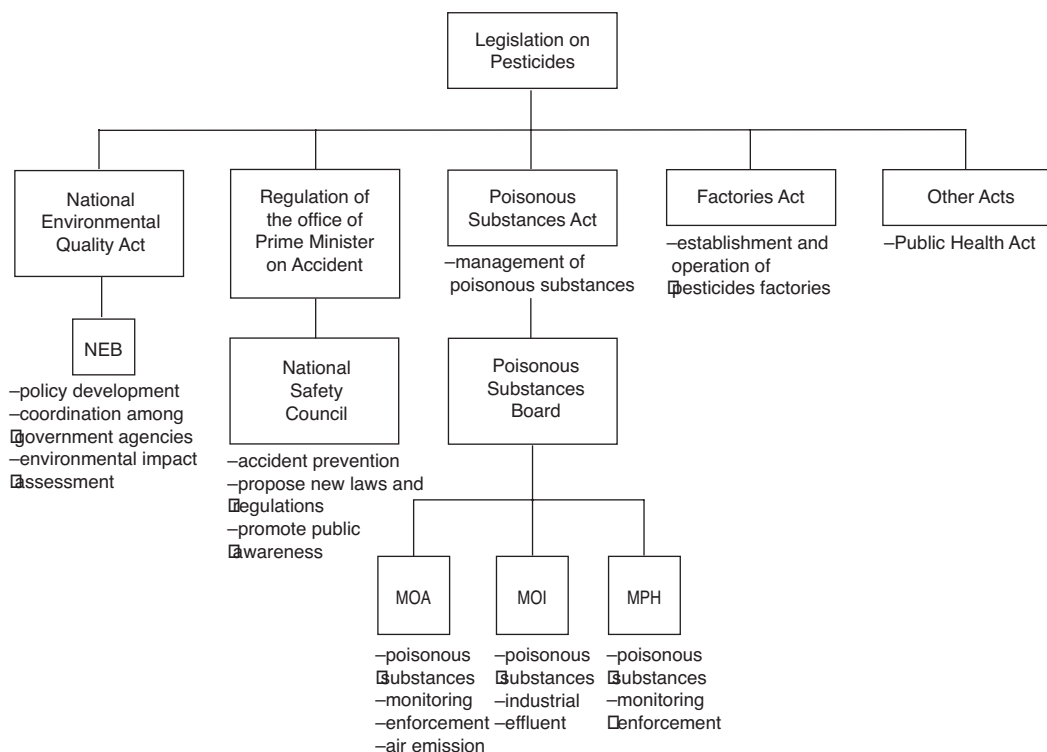 Legislation on
Pesticides
National
Environmental
Quality Act
Regulation of
the office of
Prime Minister
on Accident
Poisonous
Substances Act
–management of
poisonous substances
Factories Act
–establishment and
operation of
pesticides factories
Other Acts
–Public Health Act
NEB
–policy development
–coordination among
government agencies
–environmental impact
assessment
National
Safety
Council
–accident prevention
–propose new laws and
regulations
–promote public
awareness
Poisonous
Substances
Board
MOA
–poisonous
substances
–monitoring
–enforcement
–air emission
MOI
–poisonous
substances
–industrial
–effluent
MPH
–poisonous
substances
–monitoring
enforcement